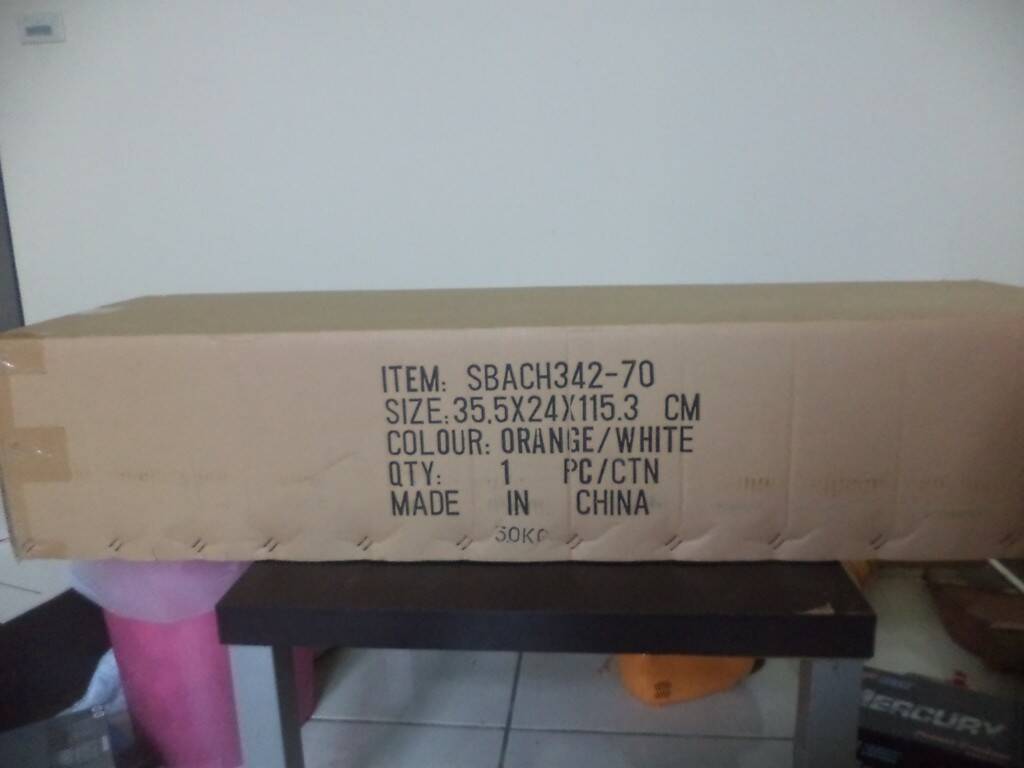 ITEM: SBACH342-70
SIZE:35.5X24X115.3 CM
COLOUR: ORANGE/WHITE
QTY: 1 PC/CTN
MADE IN CHINA
MERCURY